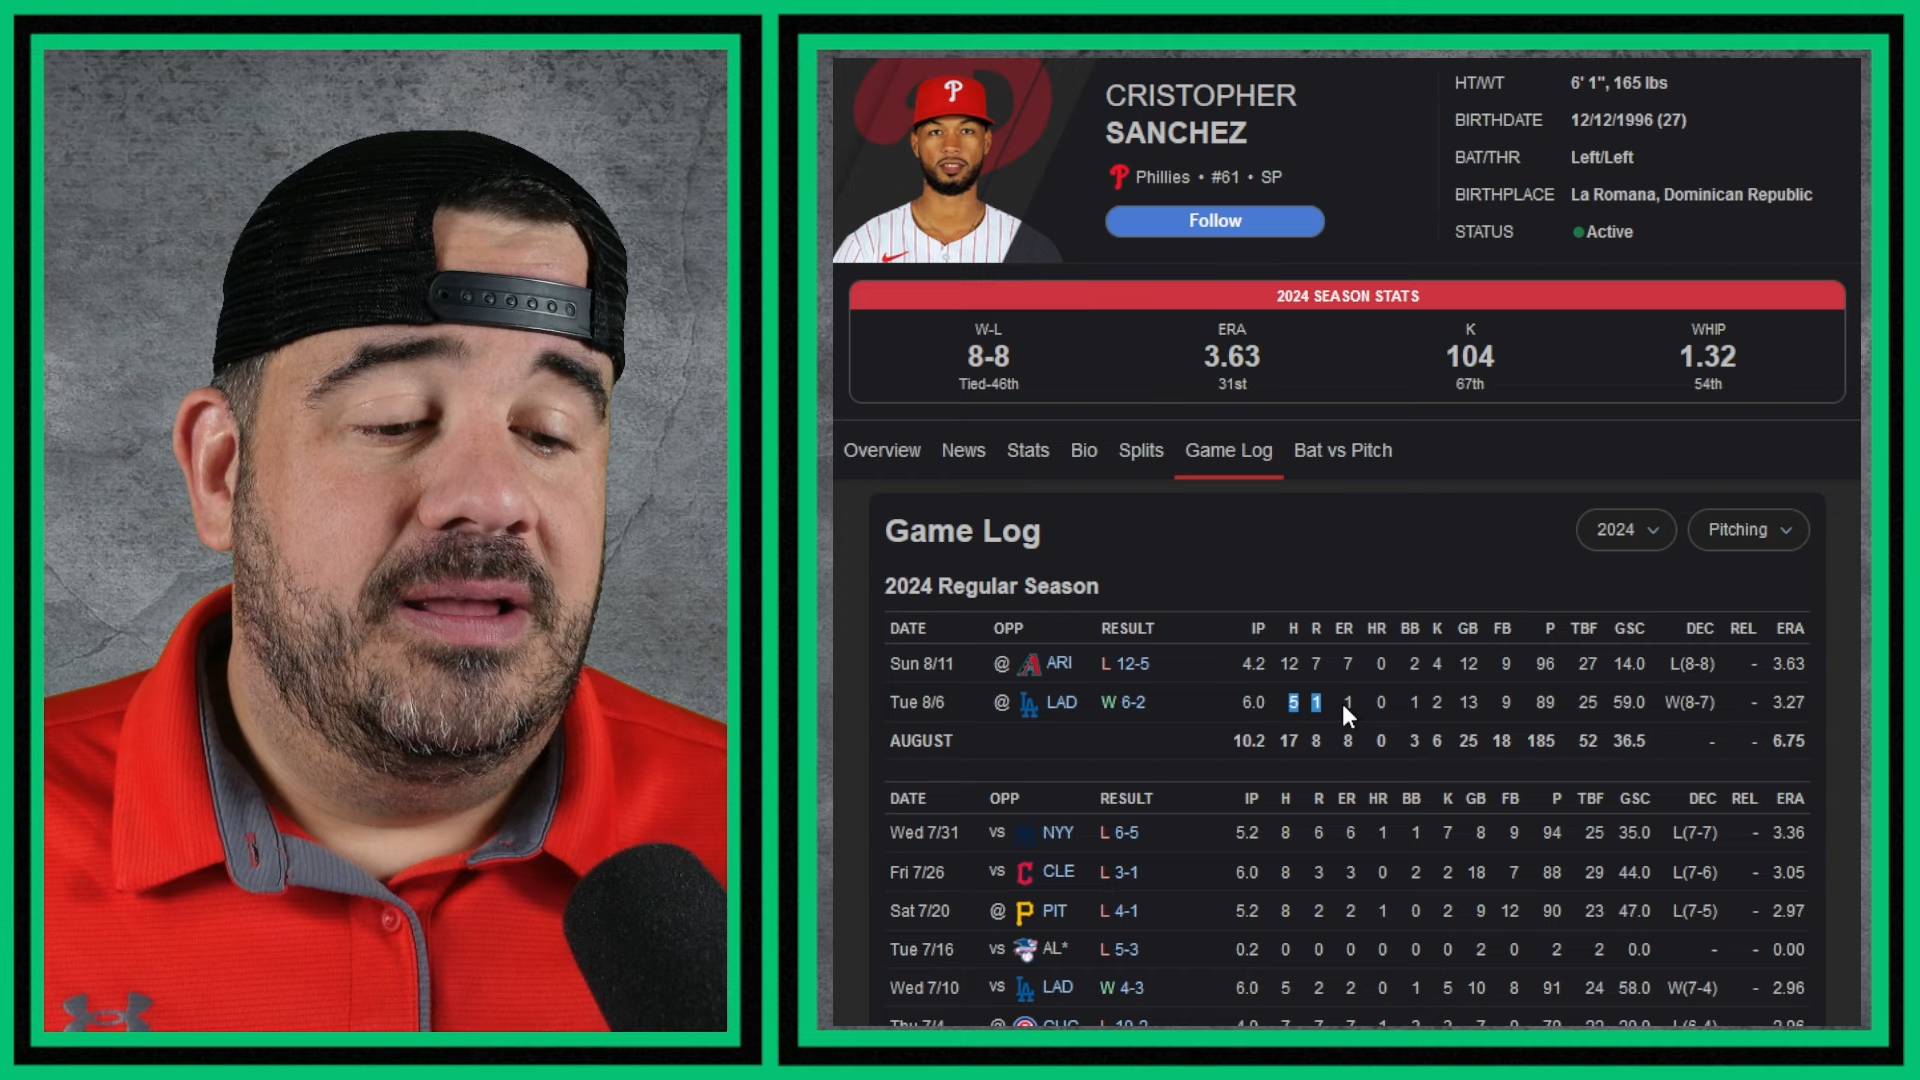 CRISTOPHER
SANCHEZ
Phillies • #61 • SP
Follow
HT/WT 6' 1", 165 lbs
BIRTHDATE 12/12/1996 (27)
BAT/THR Left/Left
BIRTHPLACE La Romana, Dominican Republic
STATUS Active
2024 SEASON STATS
W-L ERA K WHIP
8-8 3.63 104 1.32
Tied-46th 31st 67th 54th
Overview News Stats Bio Splits Game Log Bat vs Pitch
Game Log 2024 Pitching
2024 Regular Season
DATE OPP RESULT IP H R ER HR BB K GB FB P TBF GSC DEC REL ERA
Sun 8/11 @ ARI L 12-5 4.2 12 7 7 0 2 4 12 9 96 27 14.0 L(8-8) - 3.63
Tue 8/6 @ LAD W 6-2 6.0 5 1 1 0 1 2 13 9 89 25 59.0 W(8-7) - 3.27
AUGUST 10.2 17 8 8 0 3 6 25 18 185 52 36.5 - - 6.75
DATE OPP RESULT IP H R ER HR BB K GB FB P TBF GSC DEC REL ERA
Wed 7/31 vs NYY L 6-5 5.2 8 6 6 1 1 7 8 9 94 25 35.0 L(7-7) - 3.36
Fri 7/26 vs CLE L 3-1 6.0 8 3 3 0 2 2 18 7 88 29 44.0 L(7-6) - 3.05
Sat 7/20 @ PIT L 4-1 5.2 8 2 2 1 0 2 9 12 90 23 47.0 L(7-5) - 2.97
Tue 7/16 vs AL* L 5-3 0.2 0 0 0 0 0 0 2 0 2 2 0.0 - - 0.00
Wed 7/10 vs LAD W 4-3 6.0 5 2 2 0 1 5 10 8 91 24 58.0 W(7-4) - 2.96